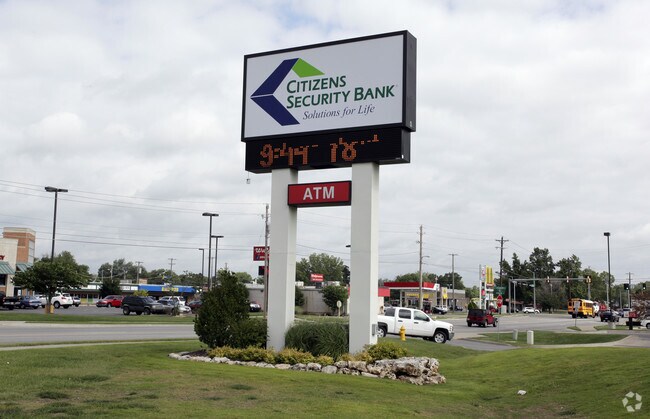 CITIZENS
SECURITY BANK
Solutions for Life
9:44 78°
ATM